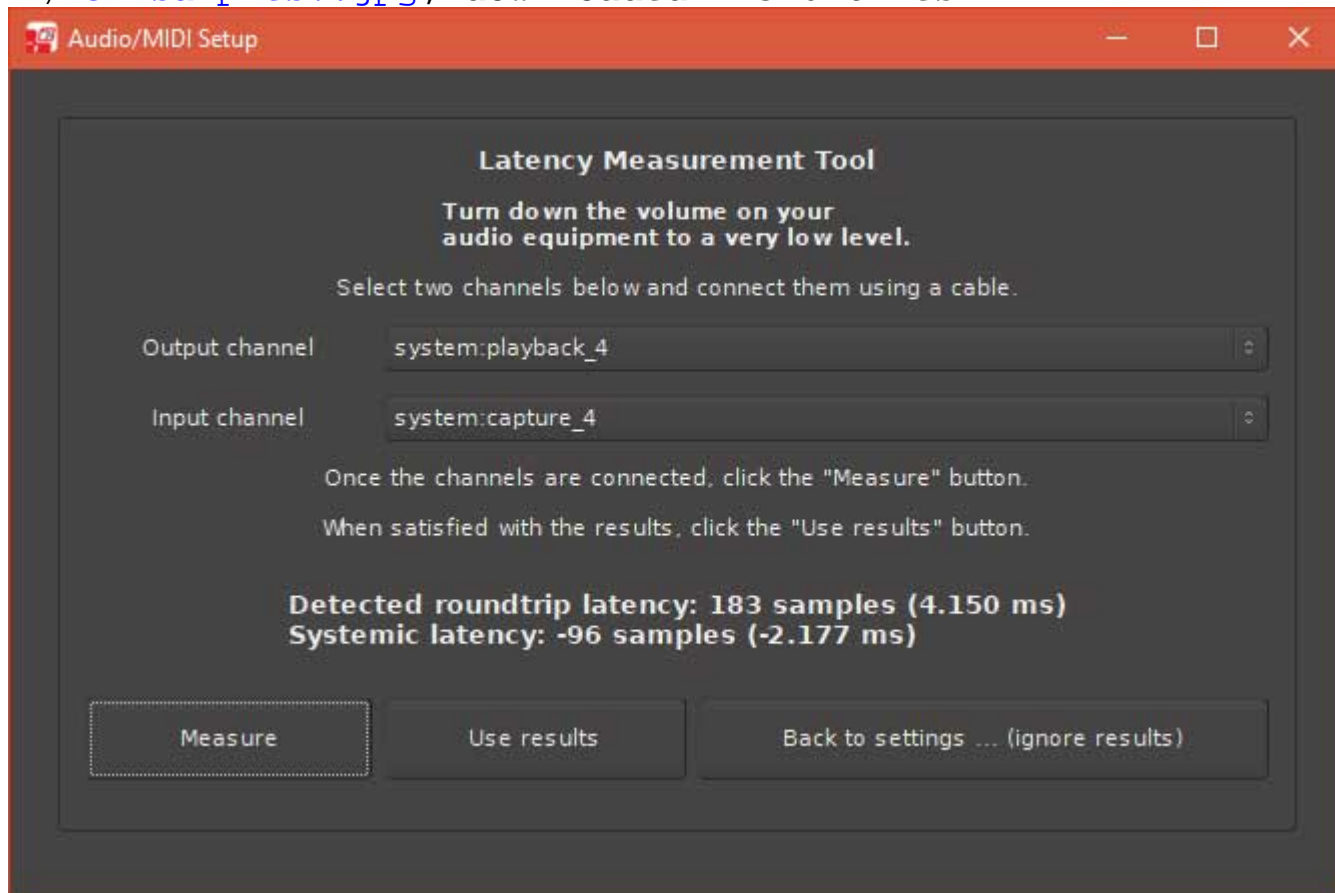 Audio/MIDI Setup
Latency Measurement Tool
Turn down the volume on your
audio equipment to a very low level.
Select two channels below and connect them using a cable.
Output channel system:playback_4
Input channel system:capture_4
Once the channels are connected, click the "Measure" button.
When satisfied with the results, click the "Use results" button.
Detected roundtrip latency: 183 samples (4.150 ms)
Systemic latency: -96 samples (-2.177 ms)
Measure Use results Back to settings ... (ignore results)